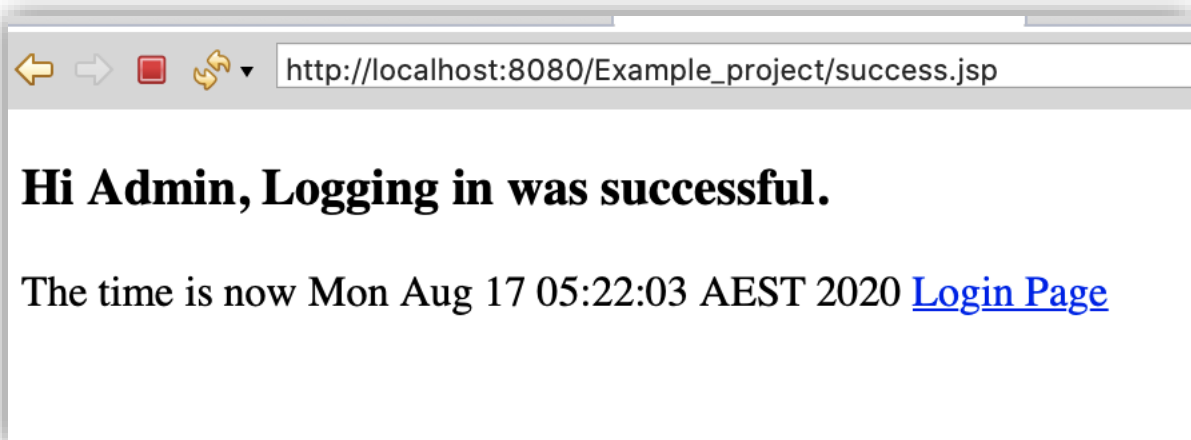 http://localhost:8080/Example_project/success.jsp
Hi Admin, Logging in was successful.
The time is now Mon Aug 17 05:22:03 AEST 2020 Login Page